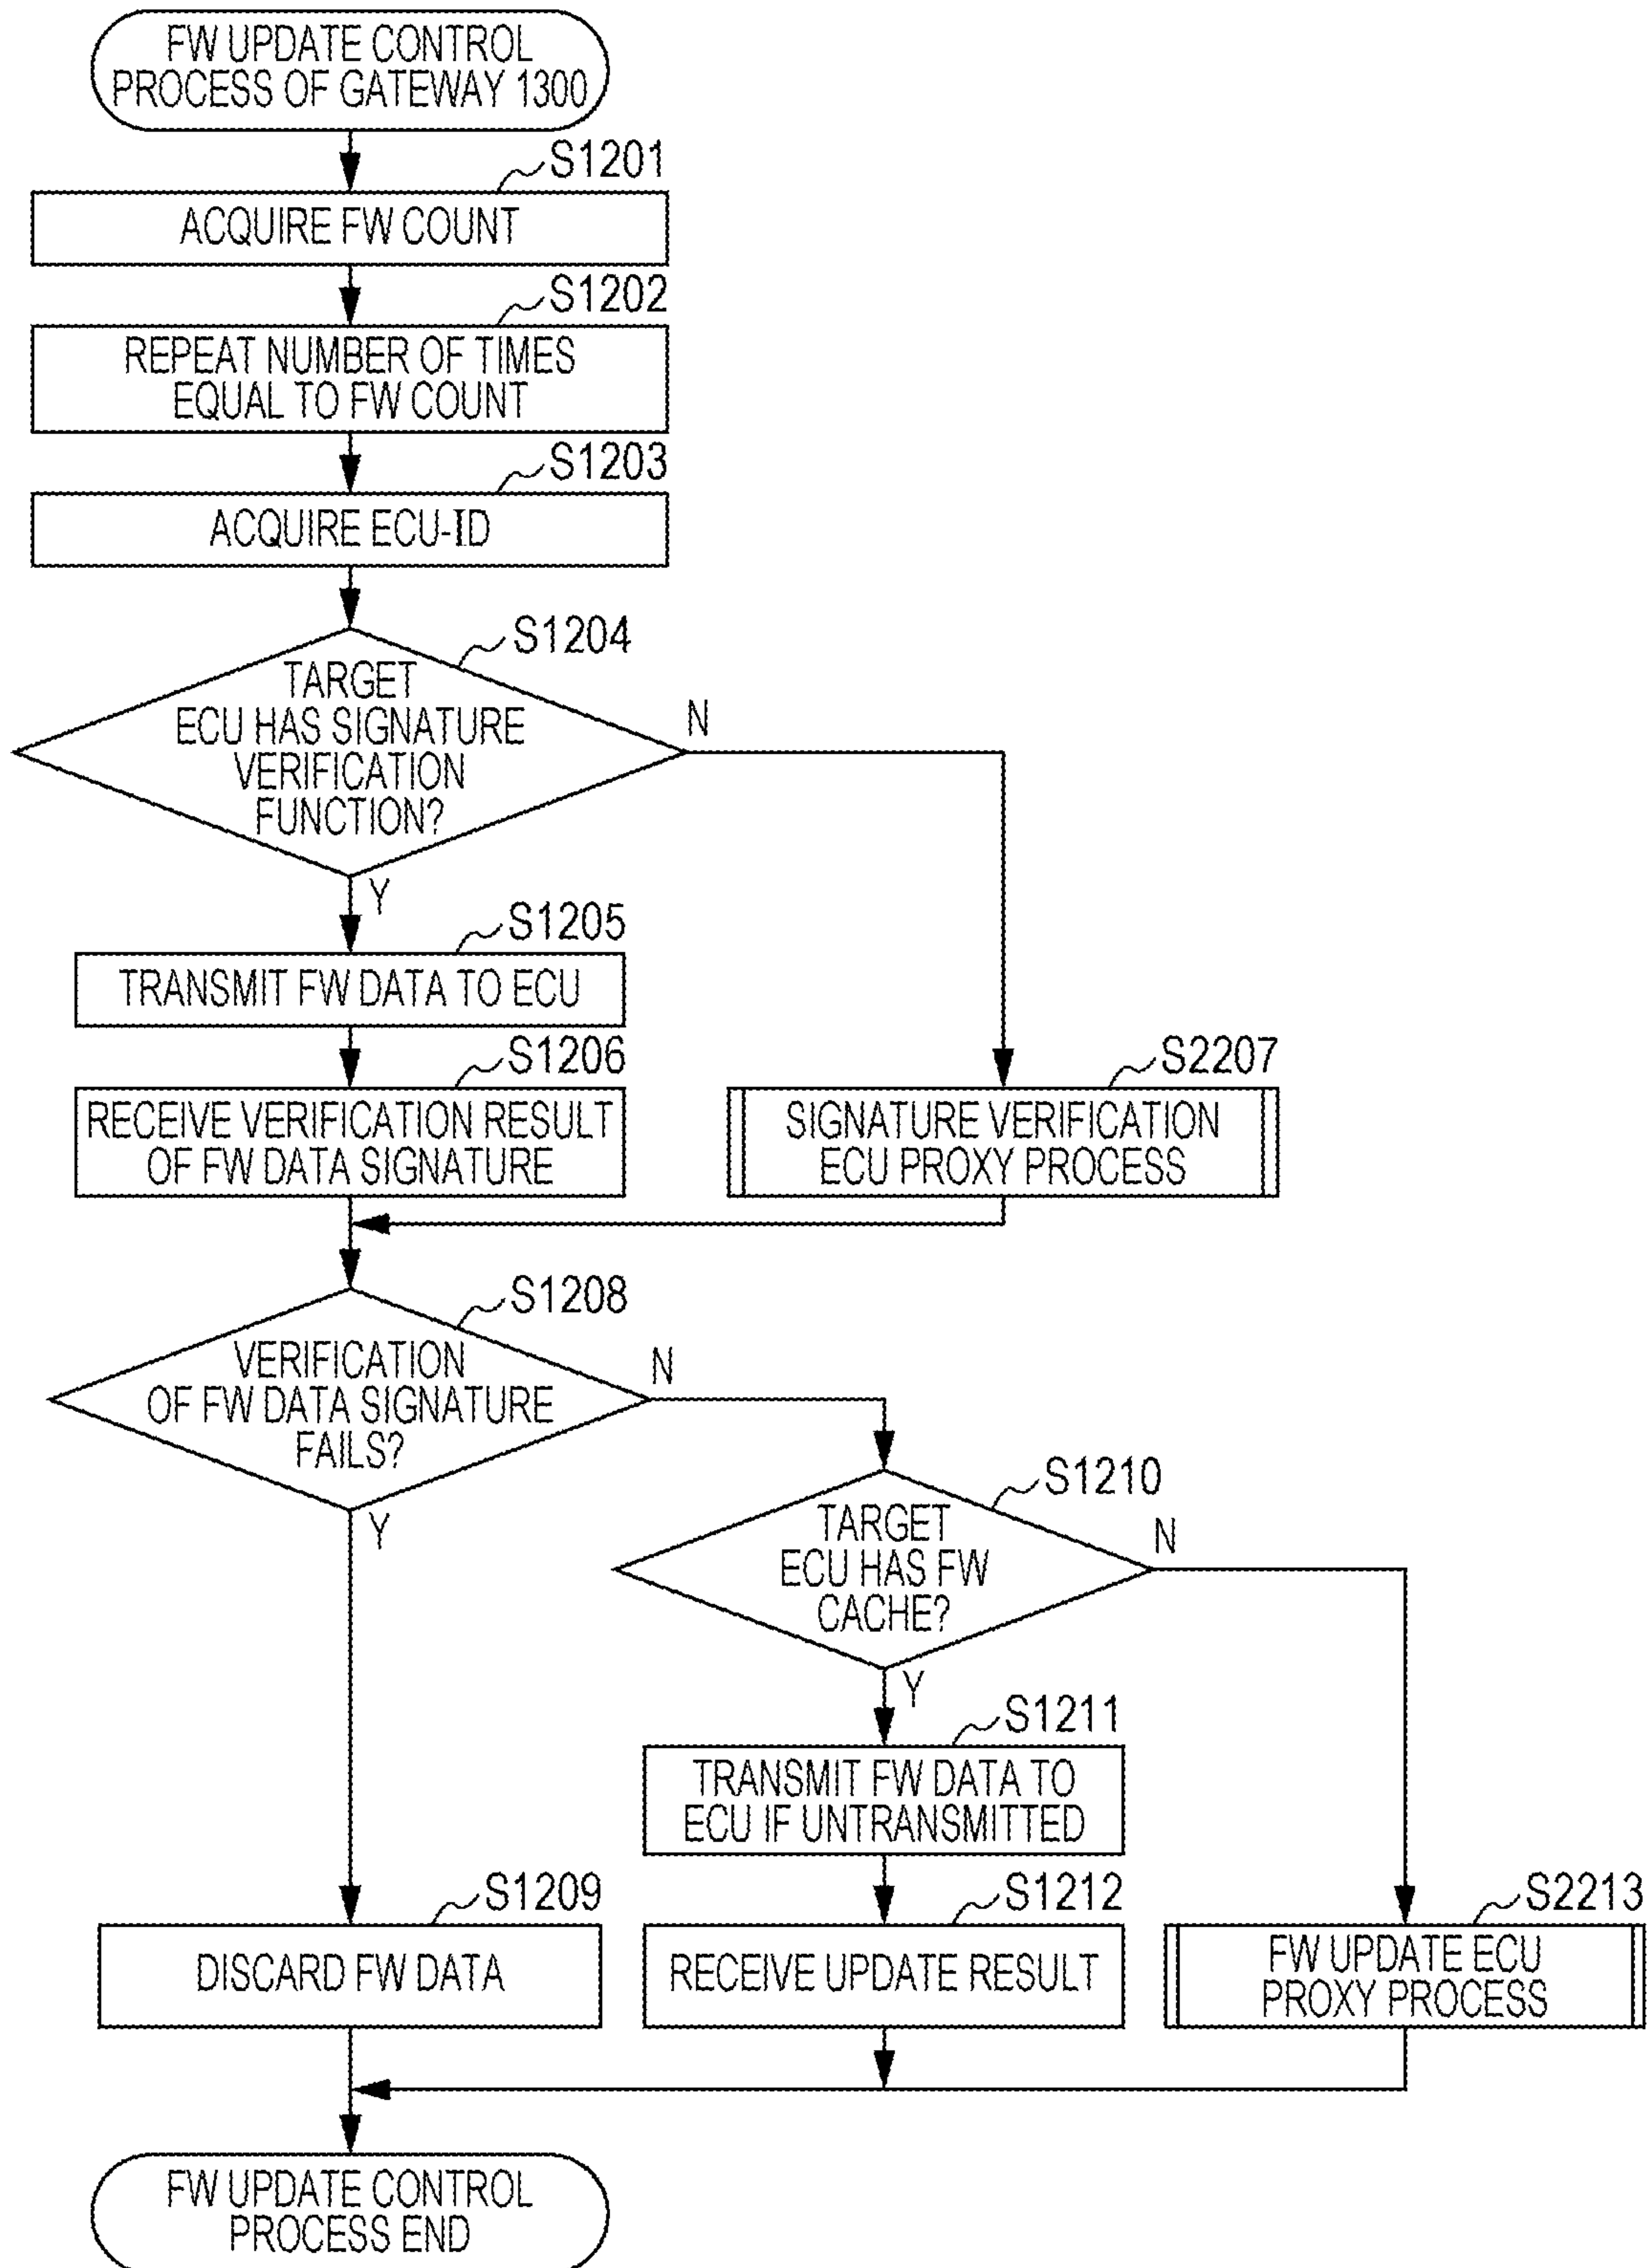 FW UPDATE CONTROL
PROCESS OF GATEWAY 1300
S1201
ACQUIRE FW COUNT
S1202
REPEAT NUMBER OF TIMES
EQUAL TO FW COUNT
S1203
ACQUIRE ECU-ID
S1204
TARGET
ECU HAS SIGNATURE
VERIFICATION
FUNCTION?
N
Y
S1205
TRANSMIT FW DATA TO ECU
S1206
RECEIVE VERIFICATION RESULT
OF FW DATA SIGNATURE
S2207
SIGNATURE VERIFICATION
ECU PROXY PROCESS
S1208
VERIFICATION
OF FW DATA SIGNATURE
FAILS?
N
Y
S1210
TARGET
ECU HAS FW
CACHE?
N
Y
S1211
TRANSMIT FW DATA TO
ECU IF UNTRANSMITTED
S1209
DISCARD FW DATA
S1212
RECEIVE UPDATE RESULT
S2213
FW UPDATE ECU
PROXY PROCESS
FW UPDATE CONTROL
PROCESS END